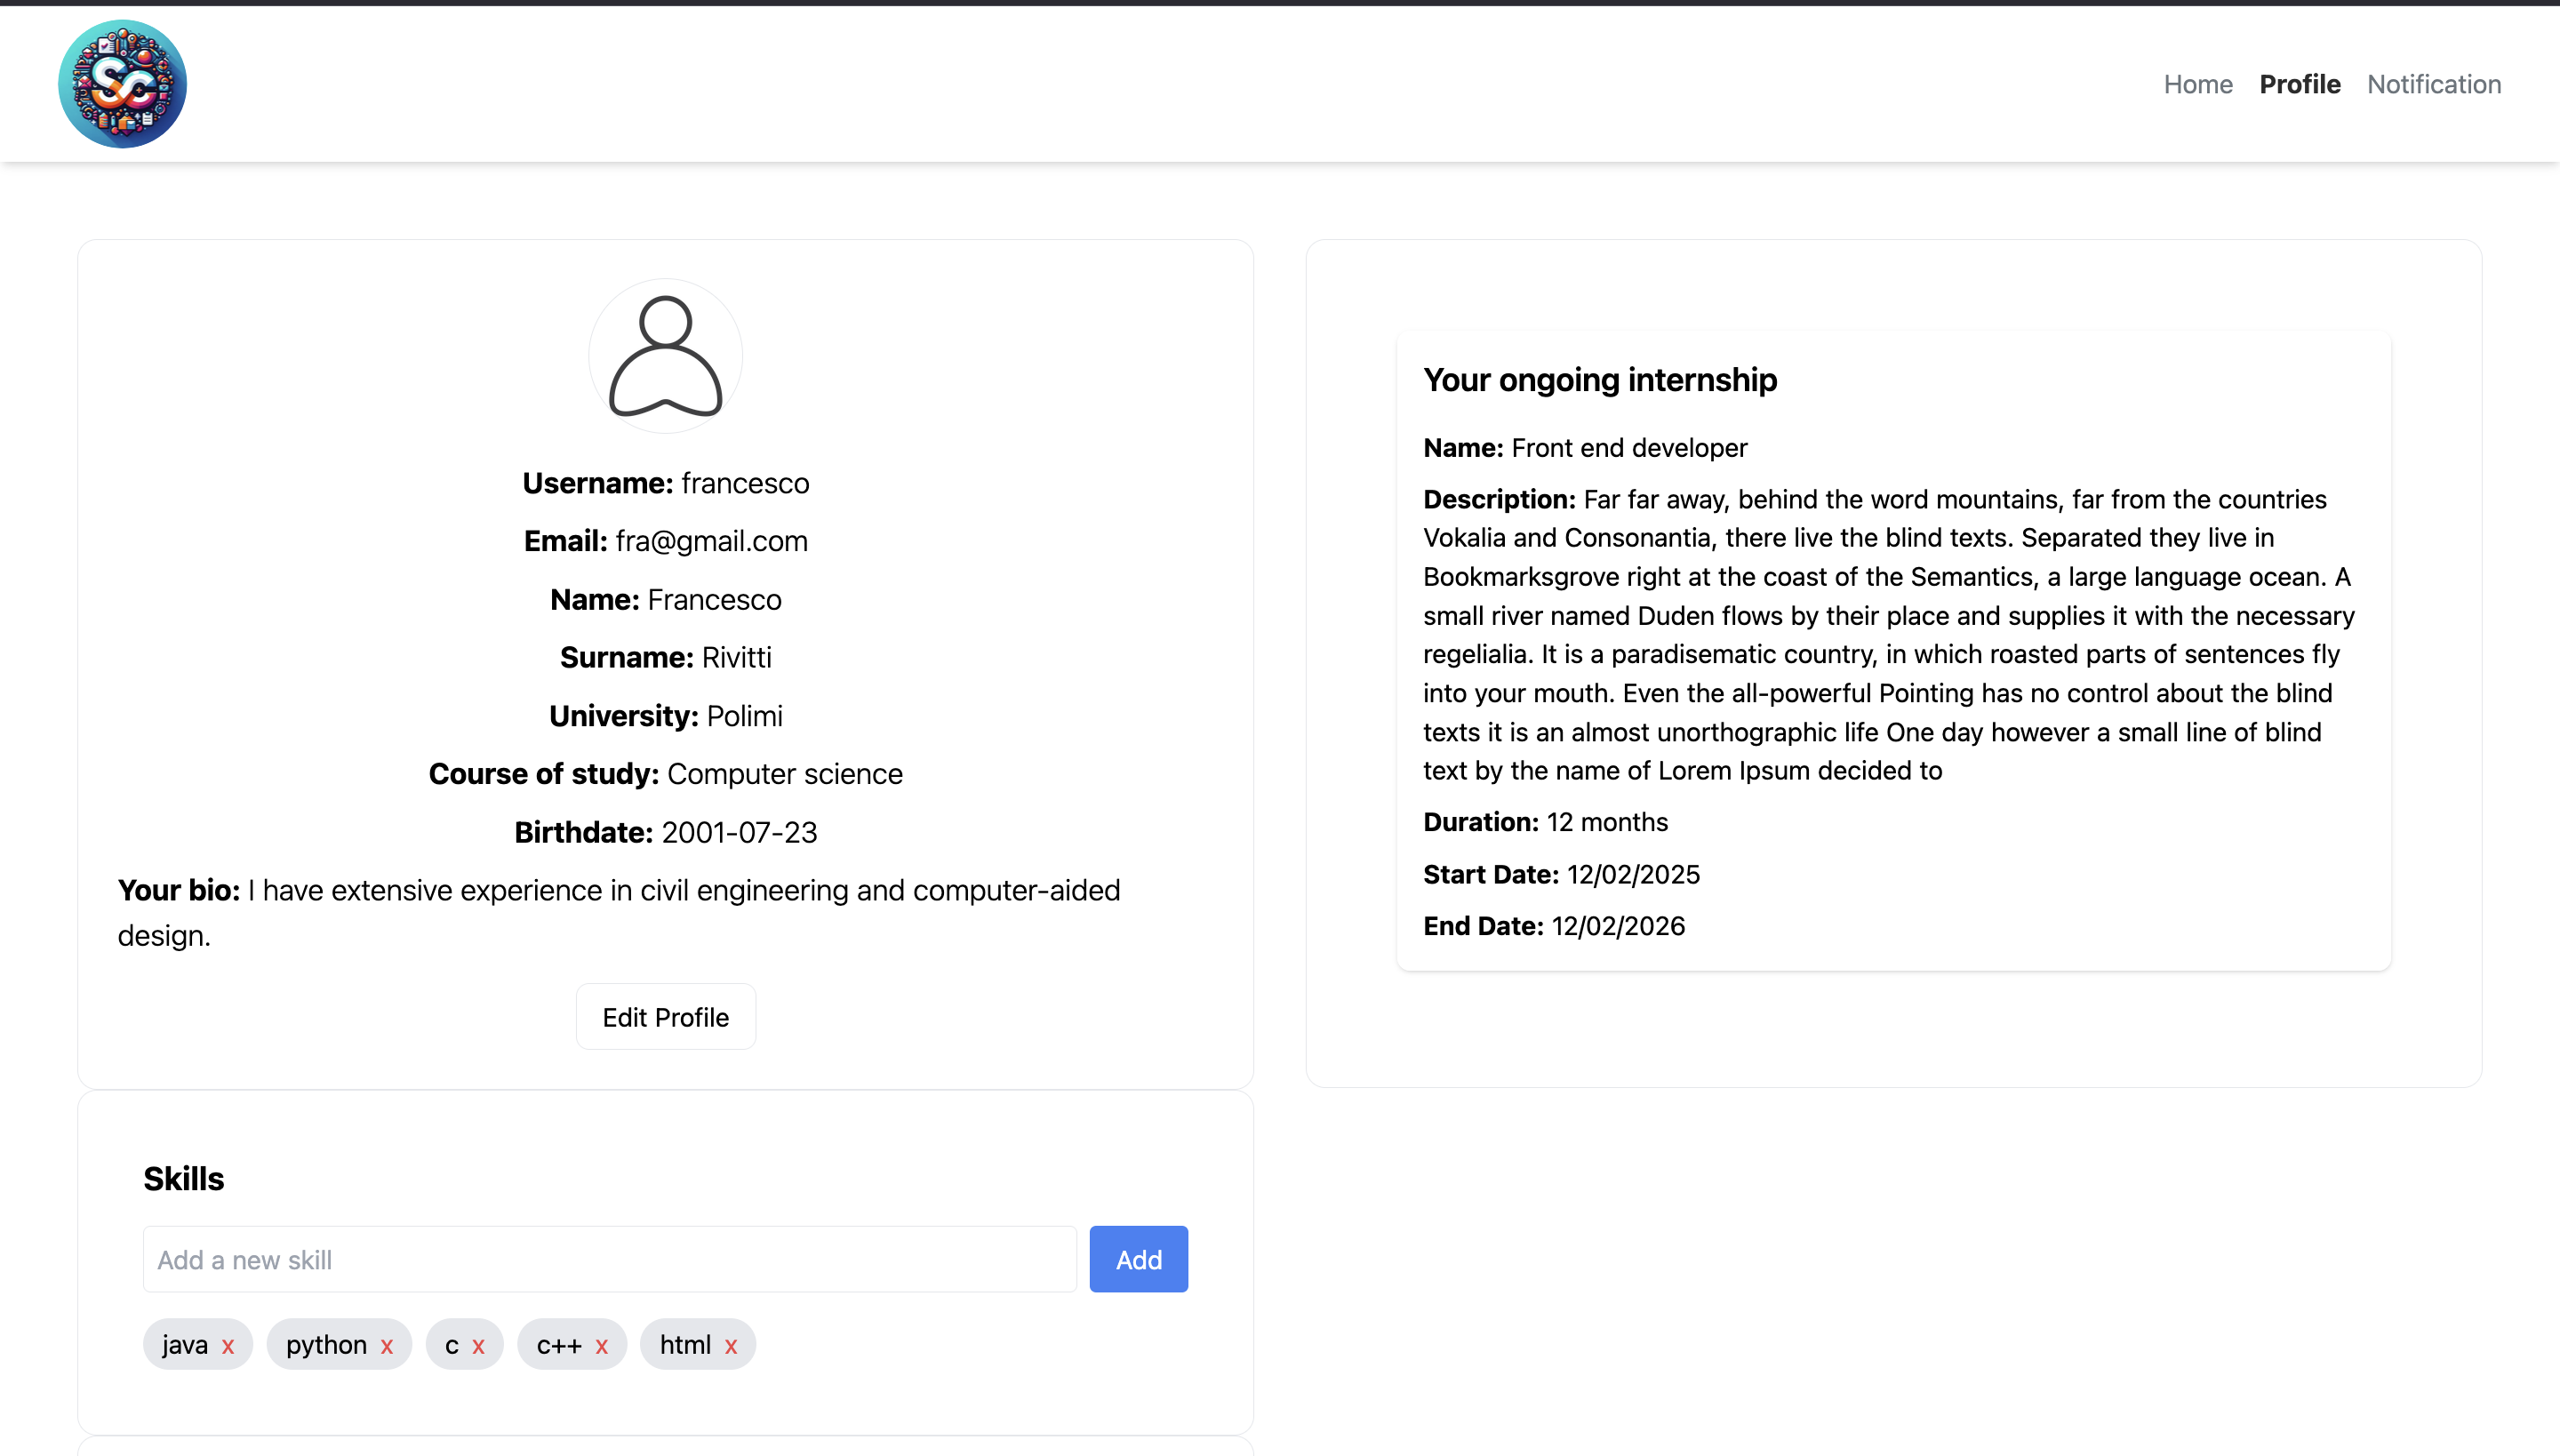 SC
Home Profile Notification
Username: francesco
Email: fra@gmail.com
Name: Francesco
Surname: Rivitti
University: Polimi
Course of study: Computer science
Birthdate: 2001-07-23
Your bio: I have extensive experience in civil engineering and computer-aided
design.
Edit Profile
Your ongoing internship
Name: Front end developer
Description: Far far away, behind the word mountains, far from the countries
Vokalia and Consonantia, there live the blind texts. Separated they live in
Bookmarksgrove right at the coast of the Semantics, a large language ocean. A
small river named Duden flows by their place and supplies it with the necessary
regelialia. It is a paradisematic country, in which roasted parts of sentences fly
into your mouth. Even the all-powerful Pointing has no control about the blind
texts it is an almost unorthographic life One day however a small line of blind
text by the name of Lorem Ipsum decided to
Duration: 12 months
Start Date: 12/02/2025
End Date: 12/02/2026
Skills
Add a new skill
Add
java x python x c x c++ x html x